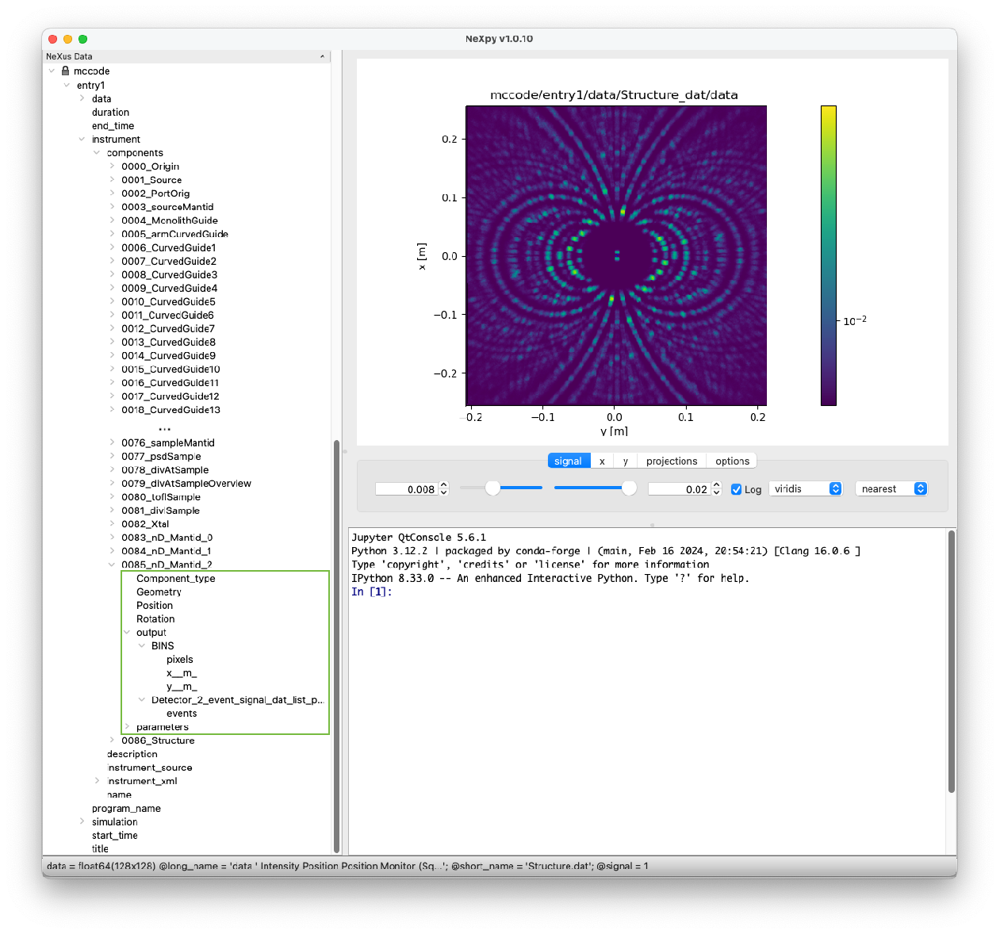 NeXpy v1.0.10
NeXus Data
mccode
entry1
data
duration
end_time
instrument
components
0000_Origin
0001_Source
0002_PortOrig
0003_sourceMantid
0004_MonolithGuide
0005_armCurvedGuide
0006_CurvedGuide1
0007_CurvedGuide2
0008_CurvedGuide3
0009_CurvedGuide4
0010_CurvedGuide5
0011_CurvedGuide6
0012_CurvedGuide7
0013_CurvedGuide8
0014_CurvedGuide9
0015_CurvedGuide10
0016_CurvedGuide11
0017_CurvedGuide12
0018_CurvedGuide13
...
0076_sampleMantid
0077_psdSample
0078_divAtSample
0079_divAtSampleOverview
0080_toflSample
0081_divlSample
0082_Xtal
0083_nD_Mantid_0
0084_nD_Mantid_1
0085_nD_Mantid_2
Component_type
Geometry
Position
Rotation
output
BINS
pixels
x__m_
y__m_
Detector_2_event_signal_dat_list_p...
events
parameters
0086_Structure
description
instrument_source
instrument_xml
name
program_name
simulation
start_time
title
mccode/entry1/data/Structure_dat/data
0.2
0.1
0.0
−0.1
−0.2
x [m]
−0.2 −0.1 0.0 0.1 0.2
y [m]
10⁻²
signal x y projections options
0.008 0.02 Log viridis nearest
Jupyter QtConsole 5.6.1
Python 3.12.2 | packaged by conda-forge | (main, Feb 16 2024, 20:54:21) [Clang 16.0.6 ]
Type 'copyright', 'credits' or 'license' for more information
IPython 8.33.0 -- An enhanced Interactive Python. Type '?' for help.
In [1]:
data = float64(128x128) @long_name = 'data ' Intensity Position Position Monitor (Sq...'; @short_name = 'Structure.dat'; @signal = 1